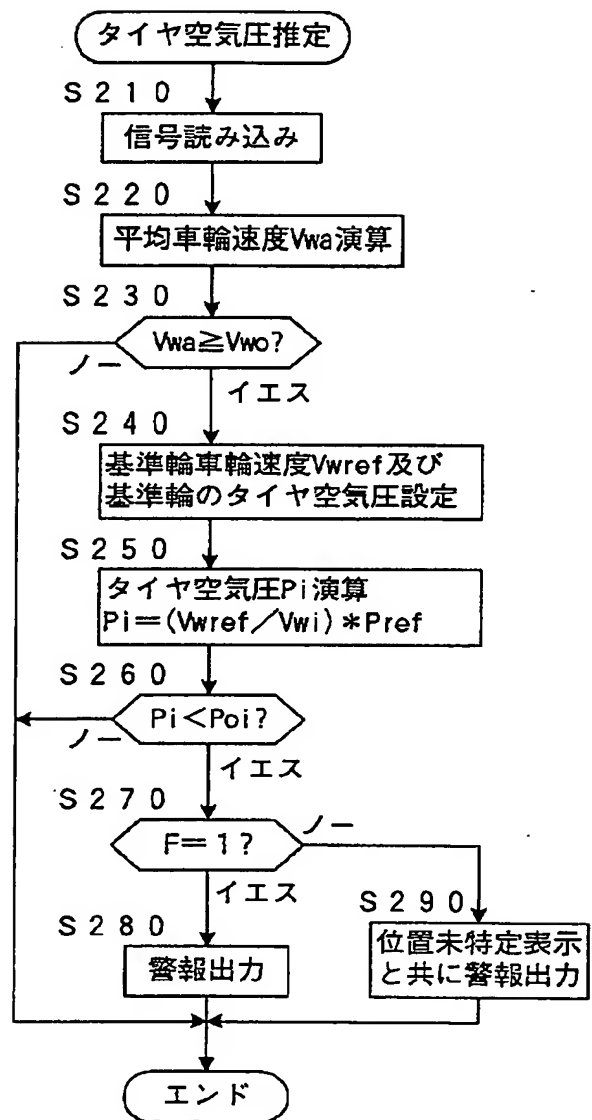 タイヤ空気圧推定
S210
信号読み込み
S220
平均車輪速度Vwa演算
S230
Vwa≧Vwo?
ノー
イエス
S240
基準輪車輪速度Vwref及び
基準輪のタイヤ空気圧設定
S250
タイヤ空気圧Pi演算
Pi=(Vwref/Vwi)*Pref
S260
Pi<Poi?
ノー
イエス
S270
F=1?
ノー
イエス
S280
警報出力
S290
位置未特定表示
と共に警報出力
エンド